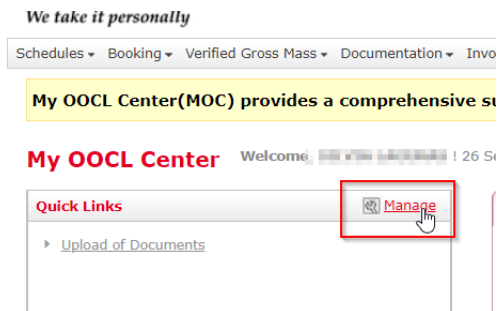 We take it personally
Schedules Booking Verified Gross Mass Documentation Invo
My OOCL Center(MOC) provides a comprehensive su
My OOCL Center Welcome, ! 26 Se
Quick Links Manage
Upload of Documents